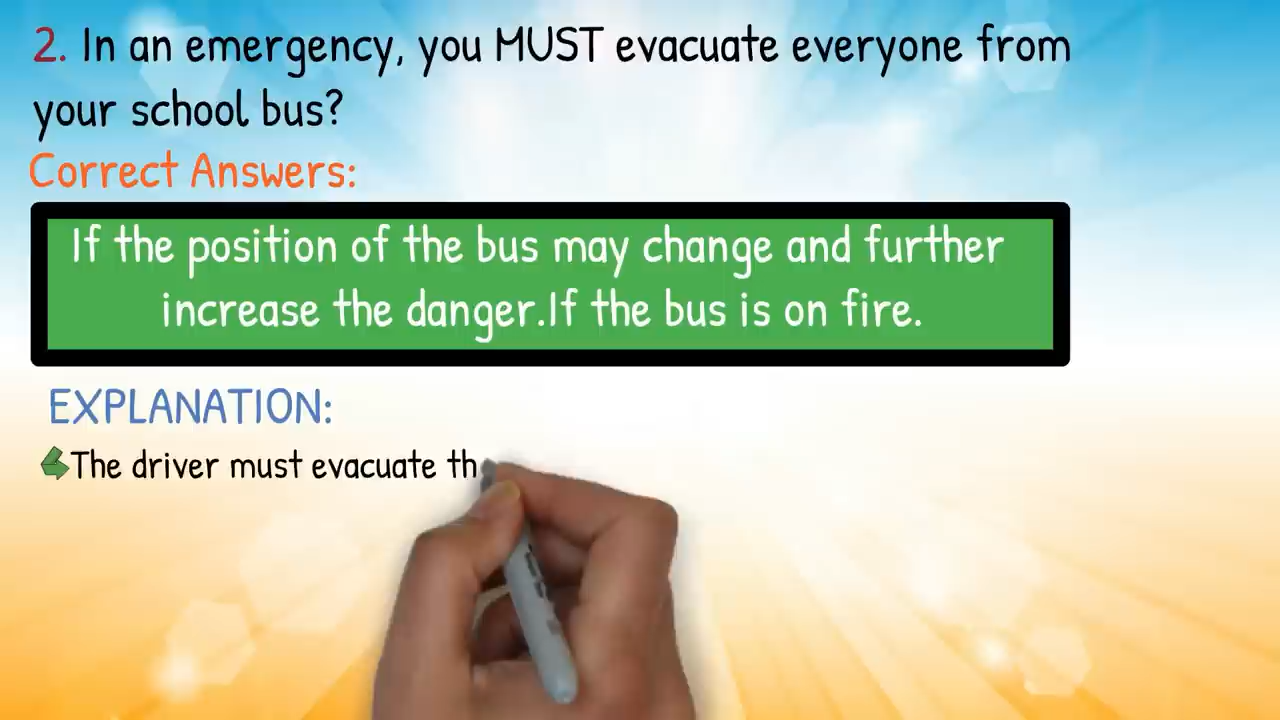 2. In an emergency, you MUST evacuate everyone from
your school bus?
Correct Answers:
If the position of the bus may change and further
increase the danger.If the bus is on fire.
EXPLANATION:
The driver must evacuate th